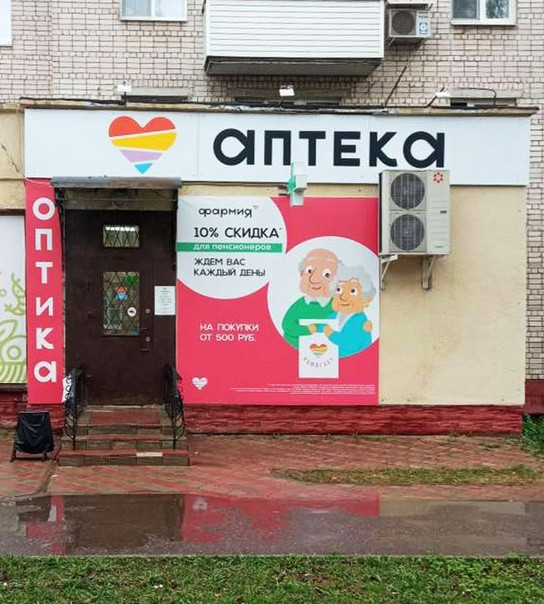 аптека
оптика
фармия
10% СКИДКА*
для пенсионеров
ЖДЕМ ВАС
КАЖДЫЙ ДЕНЬ
НА ПОКУПКИ
ОТ 500 РУБ.